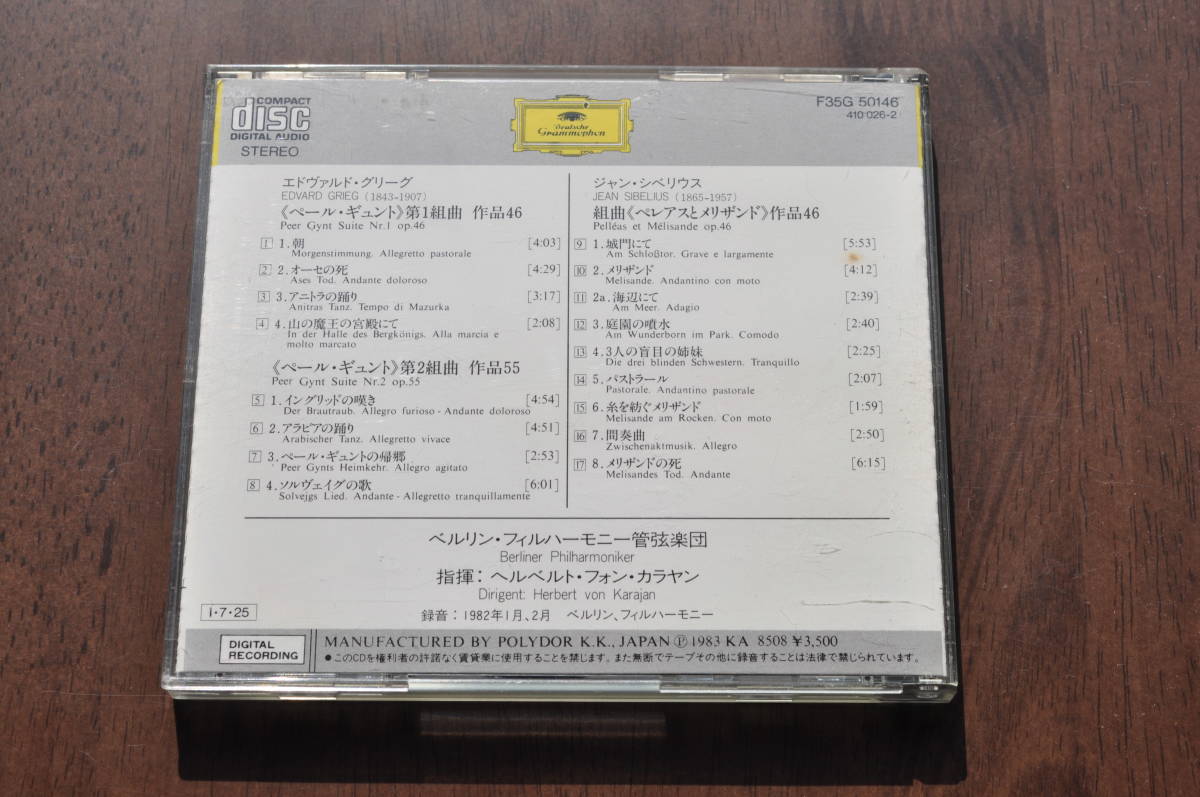 COMPACT
disc
DIGITAL AUDIO
STEREO
Deutsche
Grammophon
F35G 50146
410 026-2
エドヴァルド・グリーグ
EDVARD GRIEG (1843-1907)
《ペール・ギュント》第1組曲 作品46
Peer Gynt Suite Nr.1 op.46
1 1.朝 [4:03]
Morgenstimmung. Allegretto pastorale
2 2.オーセの死 [4:29]
Ases Tod. Andante doloroso
3 3.アニトラの踊り [3:17]
Anitras Tanz. Tempo di Mazurka
4 4.山の魔王の宮殿にて [2:08]
In der Halle des Bergkönigs. Alla marcia e
molto marcato
《ペール・ギュント》第2組曲 作品55
Peer Gynt Suite Nr.2 op.55
5 1.イングリッドの嘆き [4:54]
Der Brautraub. Allegro furioso - Andante doloroso
6 2.アラビアの踊り [4:51]
Arabischer Tanz. Allegretto vivace
7 3.ペール・ギュントの帰郷 [2:53]
Peer Gynts Heimkehr. Allegro agitato
8 4.ソルヴェイグの歌 [6:01]
Solvejgs Lied. Andante - Allegretto tranquillamente
ジャン・シベリウス
JEAN SIBELIUS (1865-1957)
組曲《ペレアスとメリザンド》作品46
Pelléas et Mélisande op.46
9 1.城門にて [5:53]
Am Schloßtor. Grave e largamente
10 2.メリザンド [4:12]
Melisande. Andantino con moto
11 2a.海辺にて [2:39]
Am Meer. Adagio
12 3.庭園の噴水 [2:40]
Am Wunderborn im Park. Comodo
13 4.3人の盲目の姉妹 [2:25]
Die drei blinden Schwestern. Tranquillo
14 5.パストラール [2:07]
Pastorale. Andantino pastorale
15 6.糸を紡ぐメリザンド [1:59]
Melisande am Rocken. Con moto
16 7.間奏曲 [2:50]
Zwischenaktmusik. Allegro
17 8.メリザンドの死 [6:15]
Melisandes Tod. Andante
ベルリン・フィルハーモニー管弦楽団
Berliner Philharmoniker
指揮：ヘルベルト・フォン・カラヤン
Dirigent: Herbert von Karajan
録音：1982年1月、2月 ベルリン、フィルハーモニー
I・7・25
DIGITAL
RECORDING
MANUFACTURED BY POLYDOR K.K., JAPAN Ⓟ 1983 KA 8508 ¥3,500
●このCDを権利者の許諾なく賃貸業に使用することを禁じます。また無断でテープその他に録音することは法律で禁じられています。